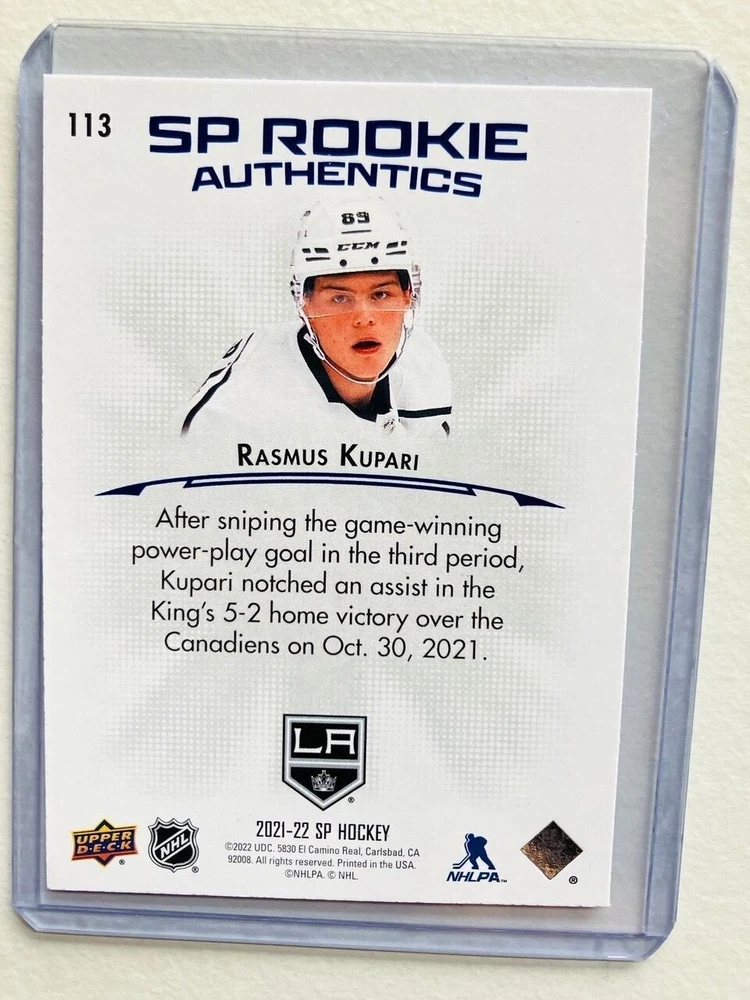 113
SP ROOKIE
AUTHENTICS
89
CCM
RASMUS KUPARI
After sniping the game-winning
power-play goal in the third period,
Kupari notched an assist in the
King's 5-2 home victory over the
Canadiens on Oct. 30, 2021.
LA
2021-22 SP HOCKEY
UPPER
D·E·C·K
®
NHL
®
©2022 UDC. 5830 El Camino Real, Carlsbad, CA
92008. All rights reserved. Printed in the USA.
©NHLPA. © NHL.
NHLPA™
®